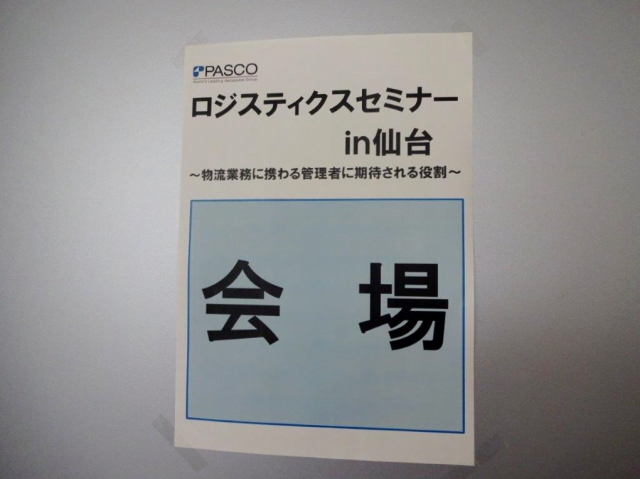 PASCO
ロジスティクスセミナー
in仙台
～物流業務に携わる管理者に期待される役割～
会場